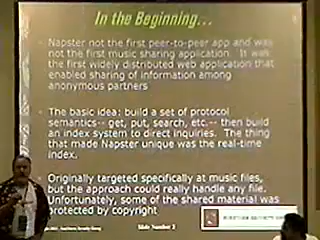 In the Beginning...
Napster not the first peer-to-peer app and was
not the first music sharing application. It was
the first widely distributed web application that
enabled sharing of information among
anonymous partners
The basic idea: build a set of protocol
semantics-- get, put, search, etc.-- then build
an index system to direct inquiries. The thing
that made Napster unique was the real-time
index.
Originally targeted specifically at music files,
but the approach could really handle any file.
Unfortunately, some of the shared material was
protected by copyright
Slide Number 3